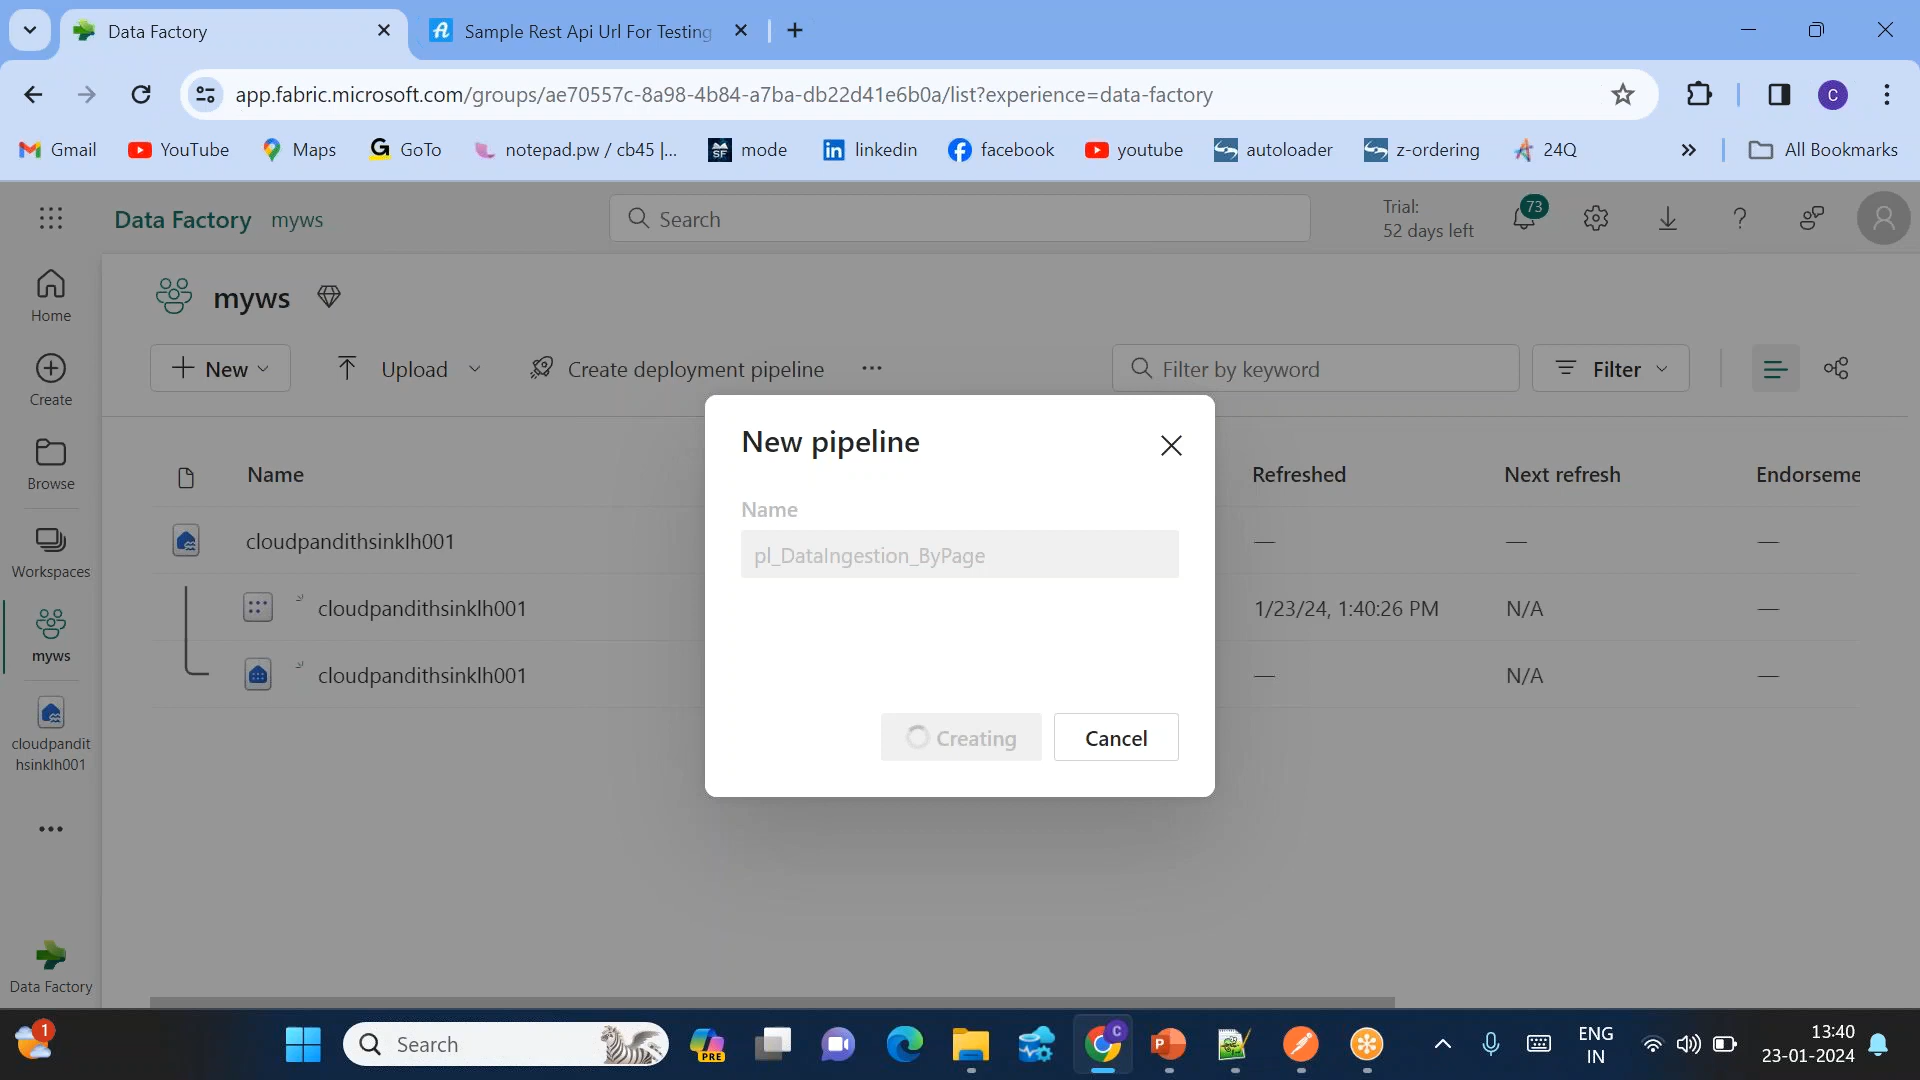 Data Factory
Sample Rest Api Url For Testing
app.fabric.microsoft.com/groups/ae70557c-8a98-4b84-a7ba-db22d41e6b0a/list?experience=data-factory
C
Gmail
YouTube
Maps
GoTo
notepad.pw / cb45 |...
mode
linkedin
facebook
youtube
autoloader
z-ordering
24Q
All Bookmarks
Data Factory myws
Search
Trial:
52 days left
73
Home
Create
Browse
Workspaces
myws
cloudpandit
hsinklh001
Data Factory
myws
New
Upload
Create deployment pipeline
Filter by keyword
Filter
Name
Refreshed
Next refresh
Endorseme
cloudpandithsinklh001
—
—
—
cloudpandithsinklh001
1/23/24, 1:40:26 PM
N/A
—
cloudpandithsinklh001
—
N/A
—
New pipeline
Name
pl_DataIngestion_ByPage
Creating
Cancel
1
Search
PRE
C
ENG
IN
13:40
23-01-2024